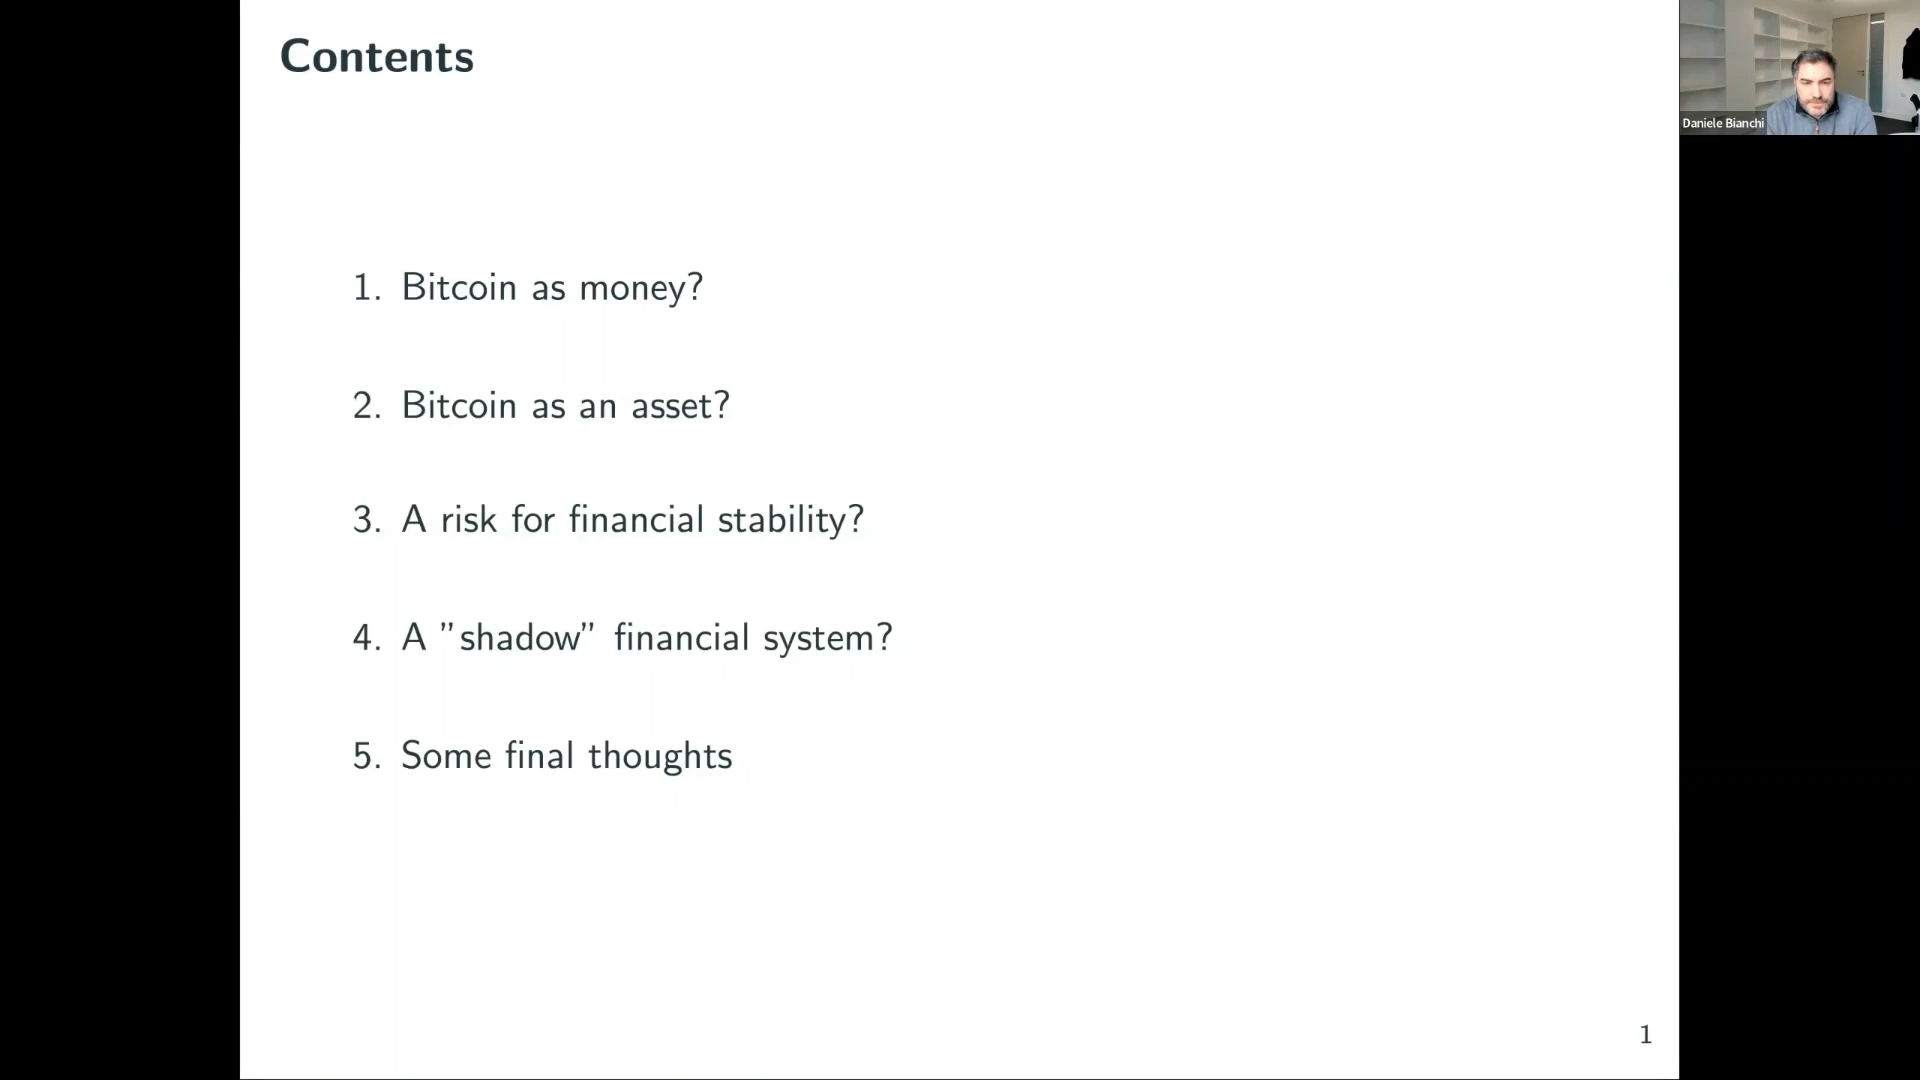 Contents
Daniele Bianchi
1. Bitcoin as money?
2. Bitcoin as an asset?
3. A risk for financial stability?
4. A ”shadow” financial system?
5. Some final thoughts
1